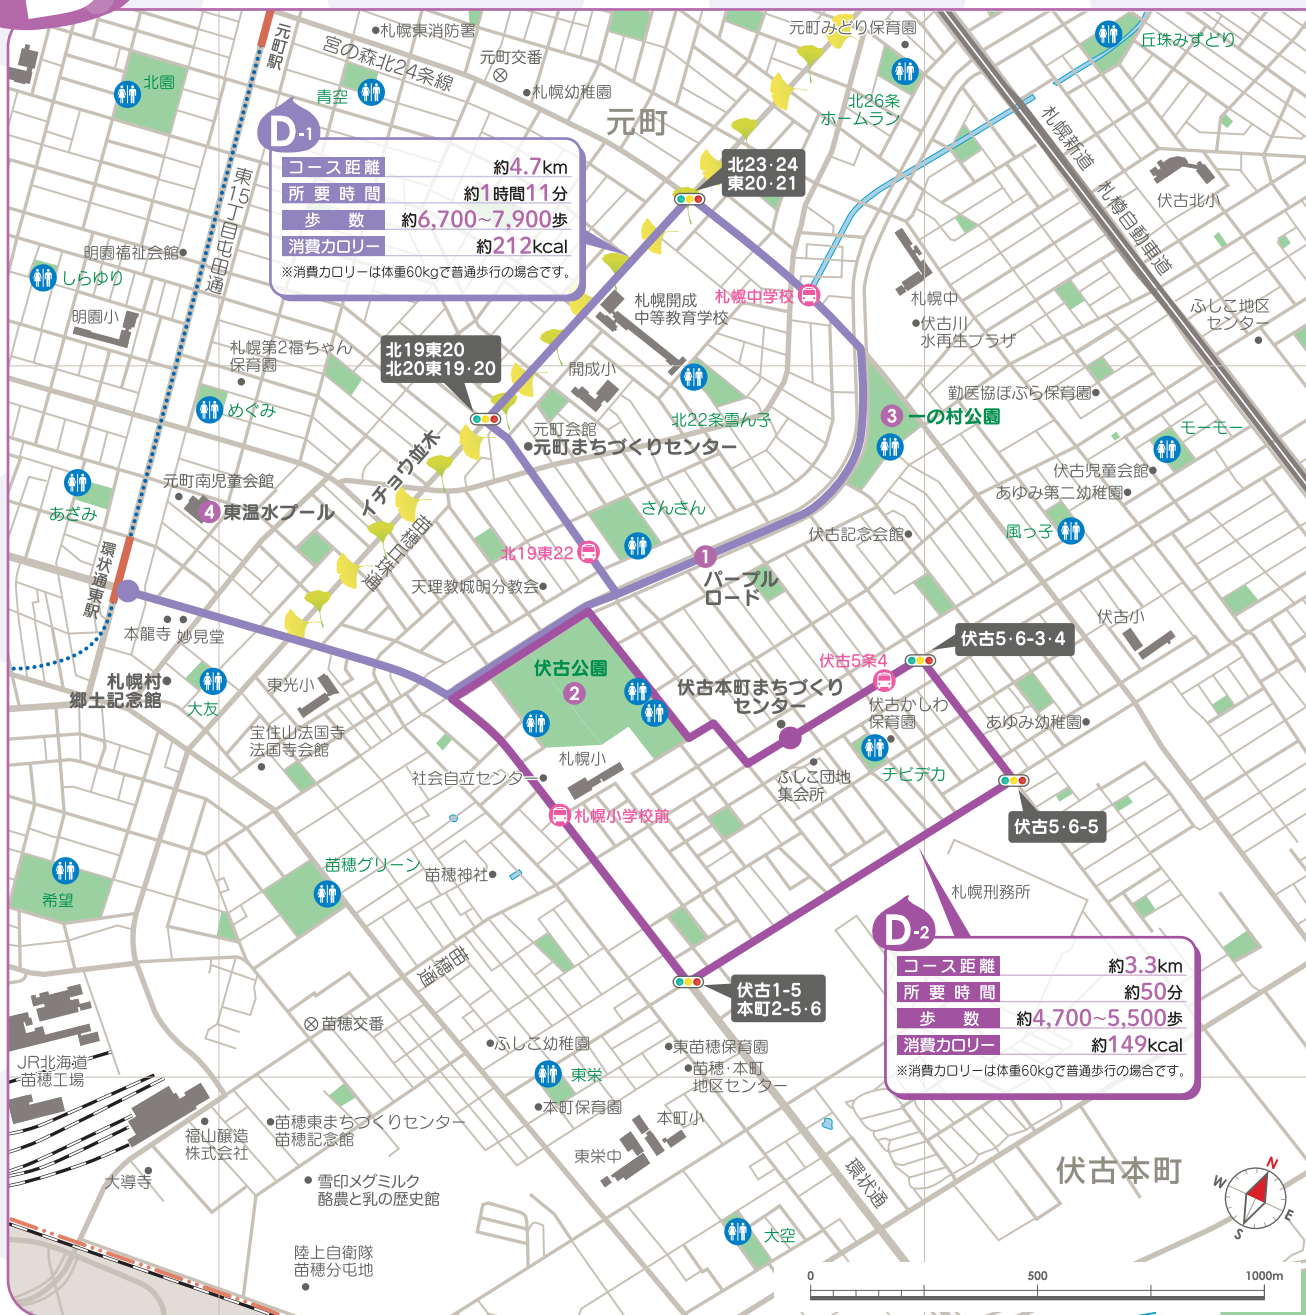 元町駅
札幌東消防署
宮の森北24条線
元町交番
札幌幼稚園
元町
元町みどり保育園
北26条
ホームラン
丘珠みずどり
札幌新道
札樽自動車道
伏古北小
北園
青空
D-1
コース距離 約4.7km
所要時間 約1時間11分
歩数 約6,700~7,900歩
消費カロリー 約212kcal
※消費カロリーは体重60kgで普通歩行の場合です。
北23·24
東20·21
東15丁目屯田通
明園福祉会館
しらゆり
明園小
札幌第2福ちゃん
保育園
めぐみ
北19東20
北20東19·20
札幌開成
中等教育学校
札幌中学校
札幌中
伏古川
水再生プラザ
ふしこ地区
センター
開成小
北22条雪ん子
元町会館
元町まちづくりセンター
3 一の村公園
勤医協ぽぷら保育園
モーモー
伏古児童会館
あゆみ第二幼稚園
風っ子
元町南児童会館
4 東温水プール
あざみ
イチョウ並木
苗穂丘珠通
さんさん
北19東22
天理教城明分教会
1
パープル
ロード
伏古記念会館
環状通東駅
本龍寺
妙見堂
札幌村
郷土記念館
大友
東光小
宝住山法国寺
法国寺会館
伏古公園
2
伏古本町まちづくり
センター
伏古5条4
伏古5·6-3·4
伏古小
伏古かしわ
保育園
あゆみ幼稚園
チビデカ
ふしこ団地
集会所
札幌小
社会自立センター
札幌小学校前
伏古5·6-5
苗穂グリーン
苗穂神社
希望
苗穂通
札幌刑務所
D-2
コース距離 約3.3km
所要時間 約50分
歩数 約4,700~5,500歩
消費カロリー 約149kcal
※消費カロリーは体重60kgで普通歩行の場合です。
伏古1-5
本町2-5·6
苗穂交番
JR北海道
苗穂工場
ふしこ幼稚園
東栄
本町保育園
東苗穂保育園
苗穂·本町
地区センター
本町小
東栄中
福山醸造
株式会社
苗穂東まちづくりセンター
苗穂記念館
大導寺
雪印メグミルク
酪農と乳の歴史館
陸上自衛隊
苗穂分屯地
環状通
大空
伏古本町
N
W
E
S
0 500 1000m